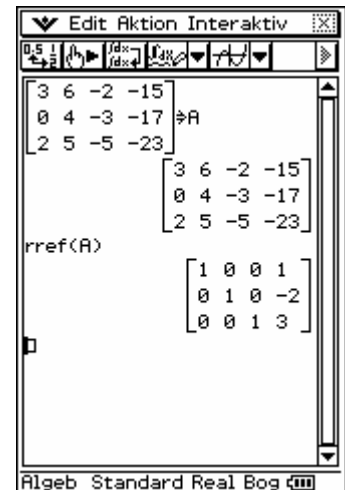 Edit Aktion Interaktiv
[3 6 -2 -15]
[0 4 -3 -17]⇒A
[2 5 -5 -23]
[3 6 -2 -15]
[0 4 -3 -17]
[2 5 -5 -23]
rref(A)
[1 0 0 1]
[0 1 0 -2]
[0 0 1 3]
Algeb Standard Real Bog